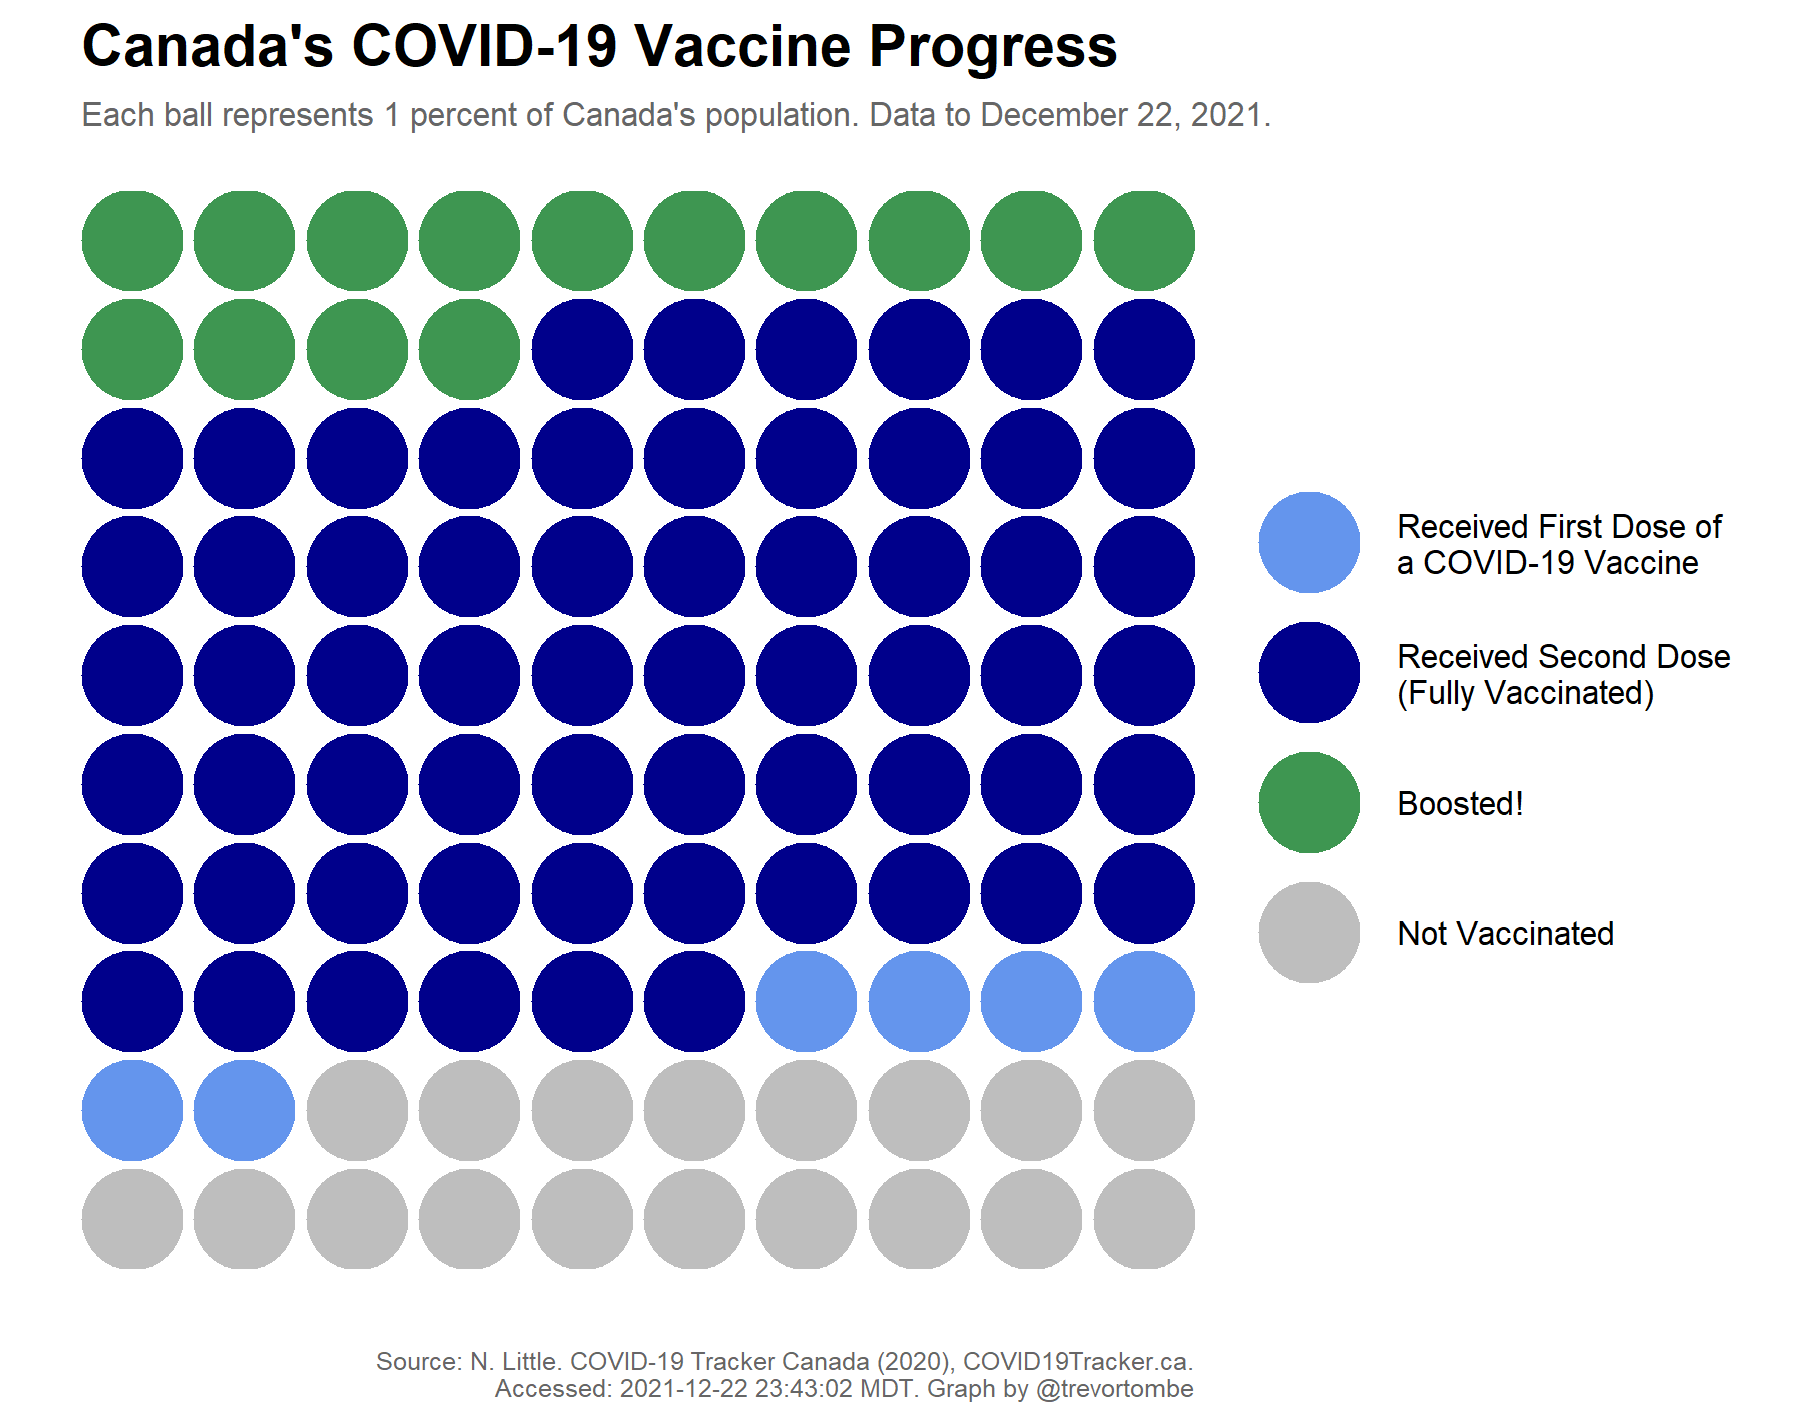 Canada's COVID-19 Vaccine Progress
Each ball represents 1 percent of Canada's population. Data to December 22, 2021.
Received First Dose of
a COVID-19 Vaccine
Received Second Dose
(Fully Vaccinated)
Boosted!
Not Vaccinated
Source: N. Little. COVID-19 Tracker Canada (2020), COVID19Tracker.ca.
Accessed: 2021-12-22 23:43:02 MDT. Graph by @trevortombe